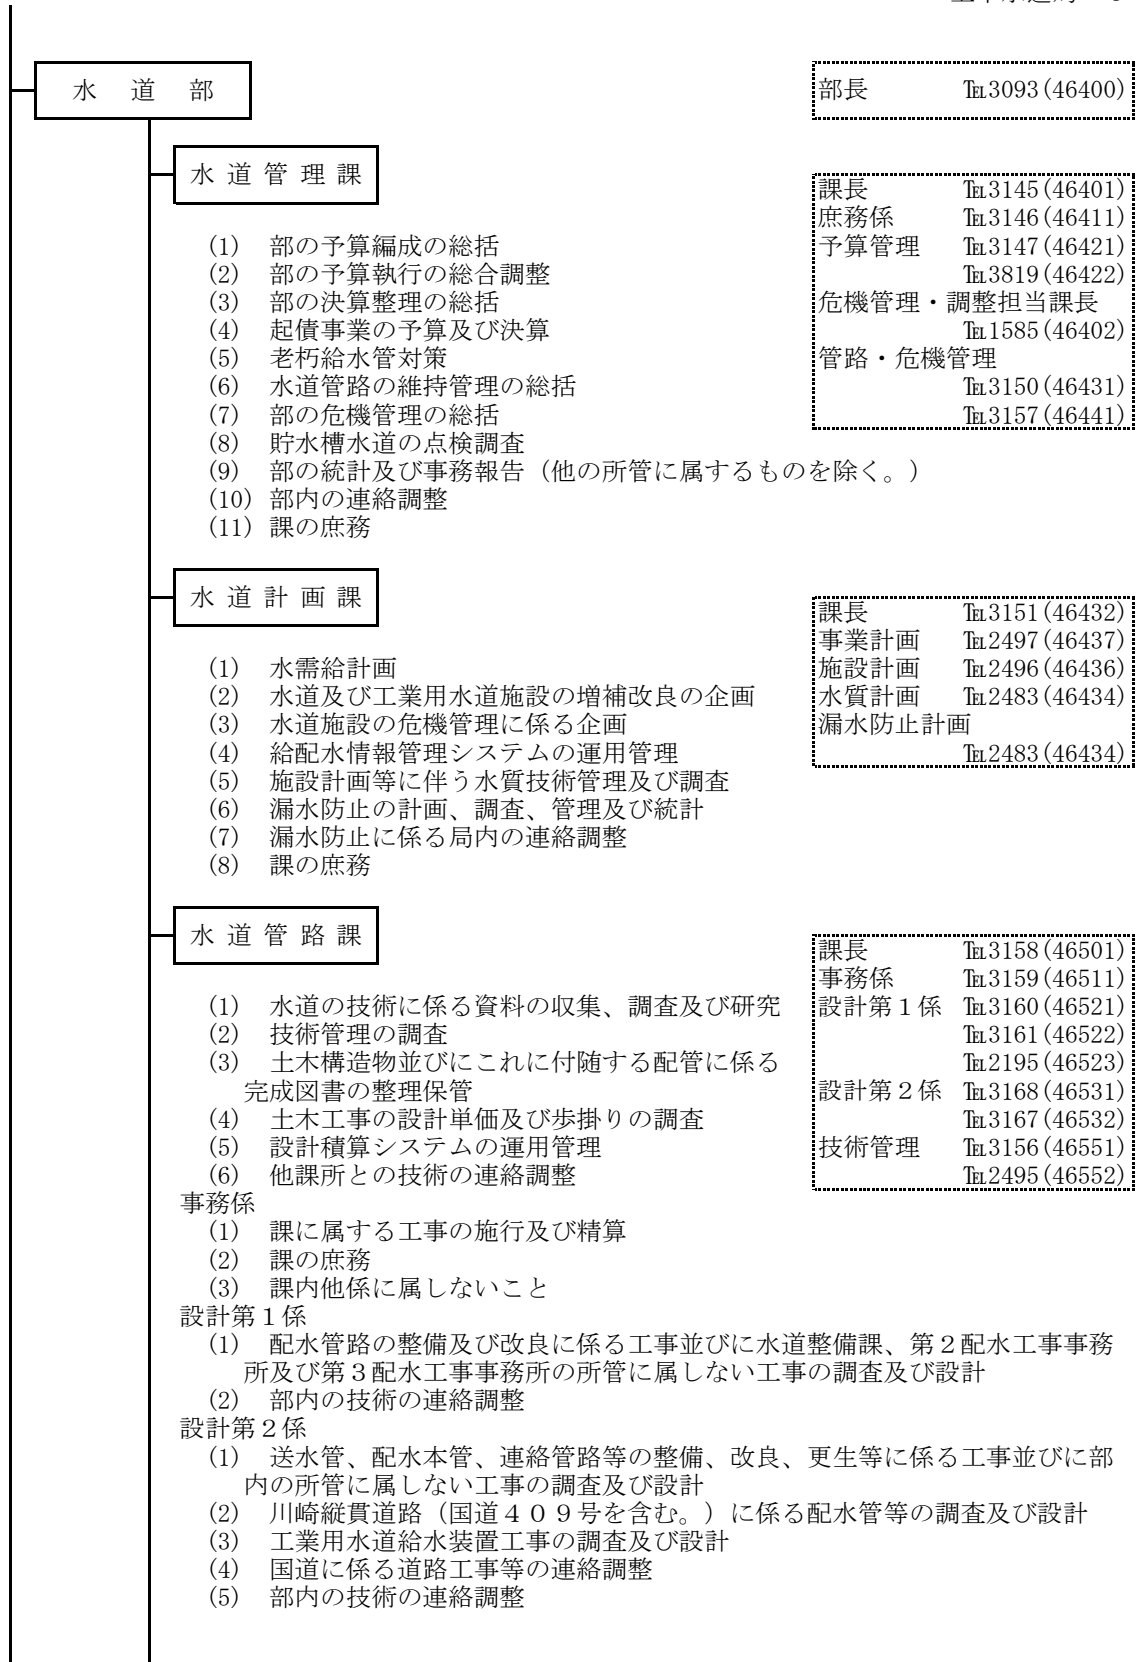 水 道 部
部長 ℡3093(46400)
水 道 管 理 課
課長 ℡3145(46401)
庶務係 ℡3146(46411)
予算管理 ℡3147(46421)
℡3819(46422)
危機管理・調整担当課長
℡1585(46402)
管路・危機管理
℡3150(46431)
℡3157(46441)
(1) 部の予算編成の総括
(2) 部の予算執行の総合調整
(3) 部の決算整理の総括
(4) 起債事業の予算及び決算
(5) 老朽給水管対策
(6) 水道管路の維持管理の総括
(7) 部の危機管理の総括
(8) 貯水槽水道の点検調査
(9) 部の統計及び事務報告（他の所管に属するものを除く。）
(10) 部内の連絡調整
(11) 課の庶務
水 道 計 画 課
課長 ℡3151(46432)
事業計画 ℡2497(46437)
施設計画 ℡2496(46436)
水質計画 ℡2483(46434)
漏水防止計画
℡2483(46434)
(1) 水需給計画
(2) 水道及び工業用水道施設の増補改良の企画
(3) 水道施設の危機管理に係る企画
(4) 給配水情報管理システムの運用管理
(5) 施設計画等に伴う水質技術管理及び調査
(6) 漏水防止の計画、調査、管理及び統計
(7) 漏水防止に係る局内の連絡調整
(8) 課の庶務
水 道 管 路 課
課長 ℡3158(46501)
事務係 ℡3159(46511)
設計第１係 ℡3160(46521)
℡3161(46522)
℡2195(46523)
設計第２係 ℡3168(46531)
℡3167(46532)
技術管理 ℡3156(46551)
℡2495(46552)
(1) 水道の技術に係る資料の収集、調査及び研究
(2) 技術管理の調査
(3) 土木構造物並びにこれに付随する配管に係る
完成図書の整理保管
(4) 土木工事の設計単価及び歩掛りの調査
(5) 設計積算システムの運用管理
(6) 他課所との技術の連絡調整
事務係
(1) 課に属する工事の施行及び精算
(2) 課の庶務
(3) 課内他係に属しないこと
設計第１係
(1) 配水管路の整備及び改良に係る工事並びに水道整備課、第２配水工事事務
所及び第３配水工事事務所の所管に属しない工事の調査及び設計
(2) 部内の技術の連絡調整
設計第２係
(1) 送水管、配水本管、連絡管路等の整備、改良、更生等に係る工事並びに部
内の所管に属しない工事の調査及び設計
(2) 川崎縦貫道路（国道４０９号を含む。）に係る配水管等の調査及び設計
(3) 工業用水道給水装置工事の調査及び設計
(4) 国道に係る道路工事等の連絡調整
(5) 部内の技術の連絡調整